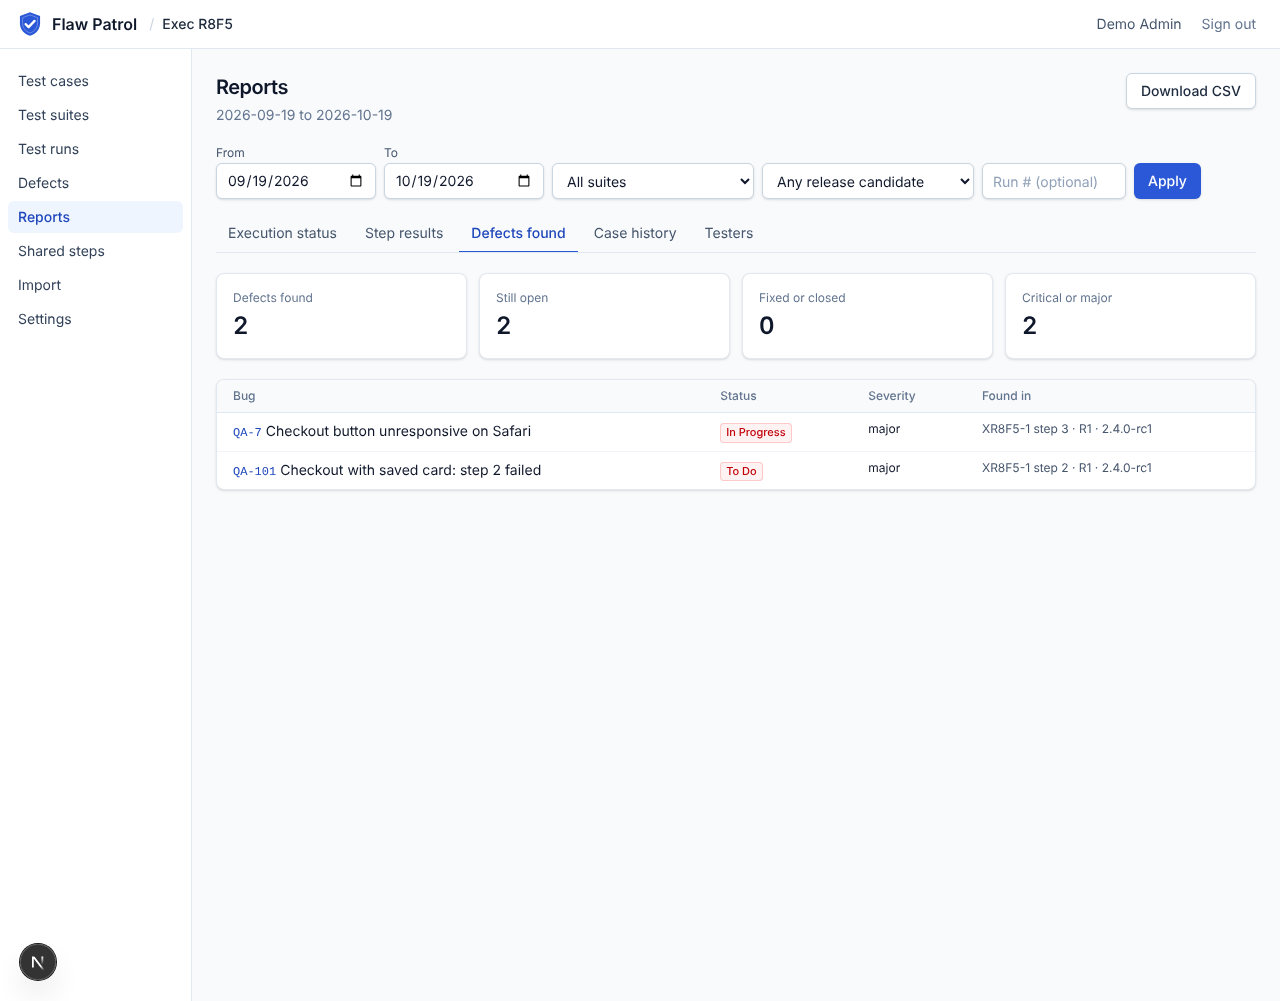 Flaw Patrol / Exec R8F5 Demo Admin Sign out
Test cases
Test suites
Test runs
Defects
Reports
Shared steps
Import
Settings
Reports
2026-09-19 to 2026-10-19
Download CSV
From To
09/19/2026 10/19/2026 All suites Any release candidate Run # (optional) Apply
Execution status Step results Defects found Case history Testers
Defects found Still open Fixed or closed Critical or major
2 2 0 2
Bug Status Severity Found in
QA-7 Checkout button unresponsive on Safari In Progress major XR8F5-1 step 3 · R1 · 2.4.0-rc1
QA-101 Checkout with saved card: step 2 failed To Do major XR8F5-1 step 2 · R1 · 2.4.0-rc1
N